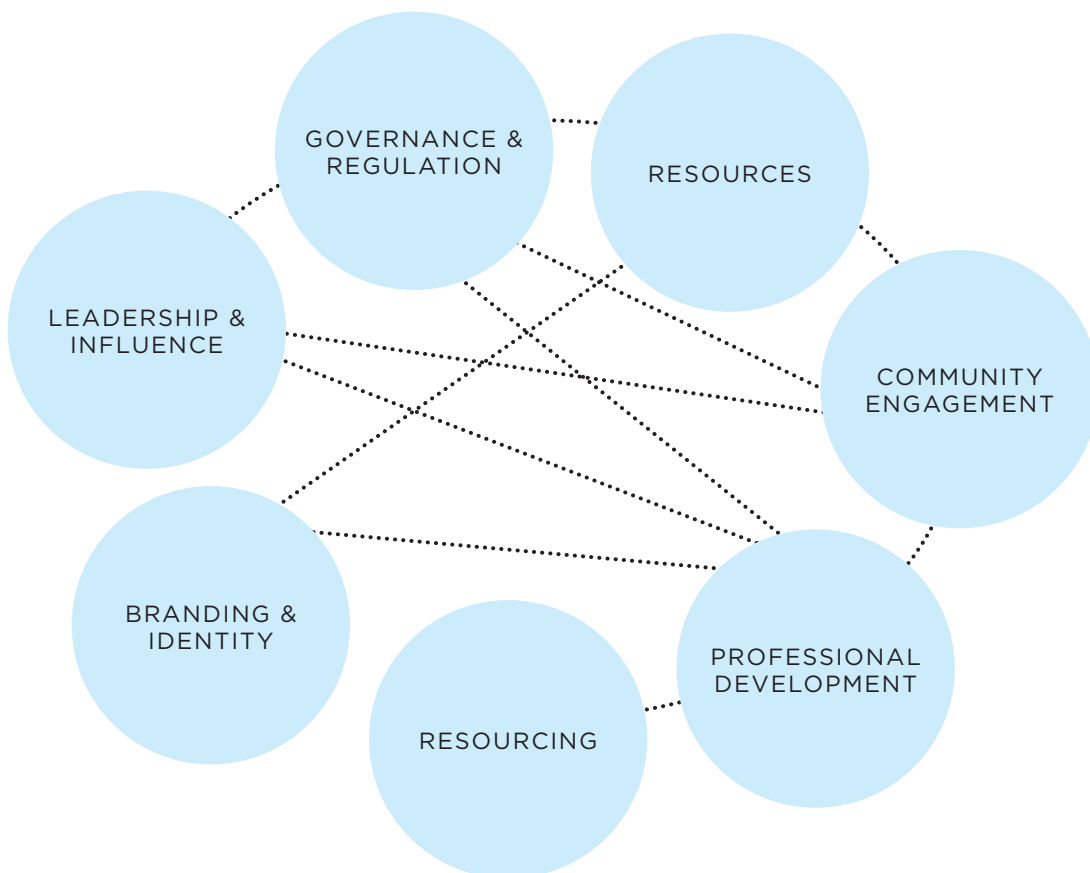 GOVERNANCE &
REGULATION
RESOURCES
LEADERSHIP &
INFLUENCE
COMMUNITY
ENGAGEMENT
BRANDING &
IDENTITY
PROFESSIONAL
DEVELOPMENT
RESOURCING